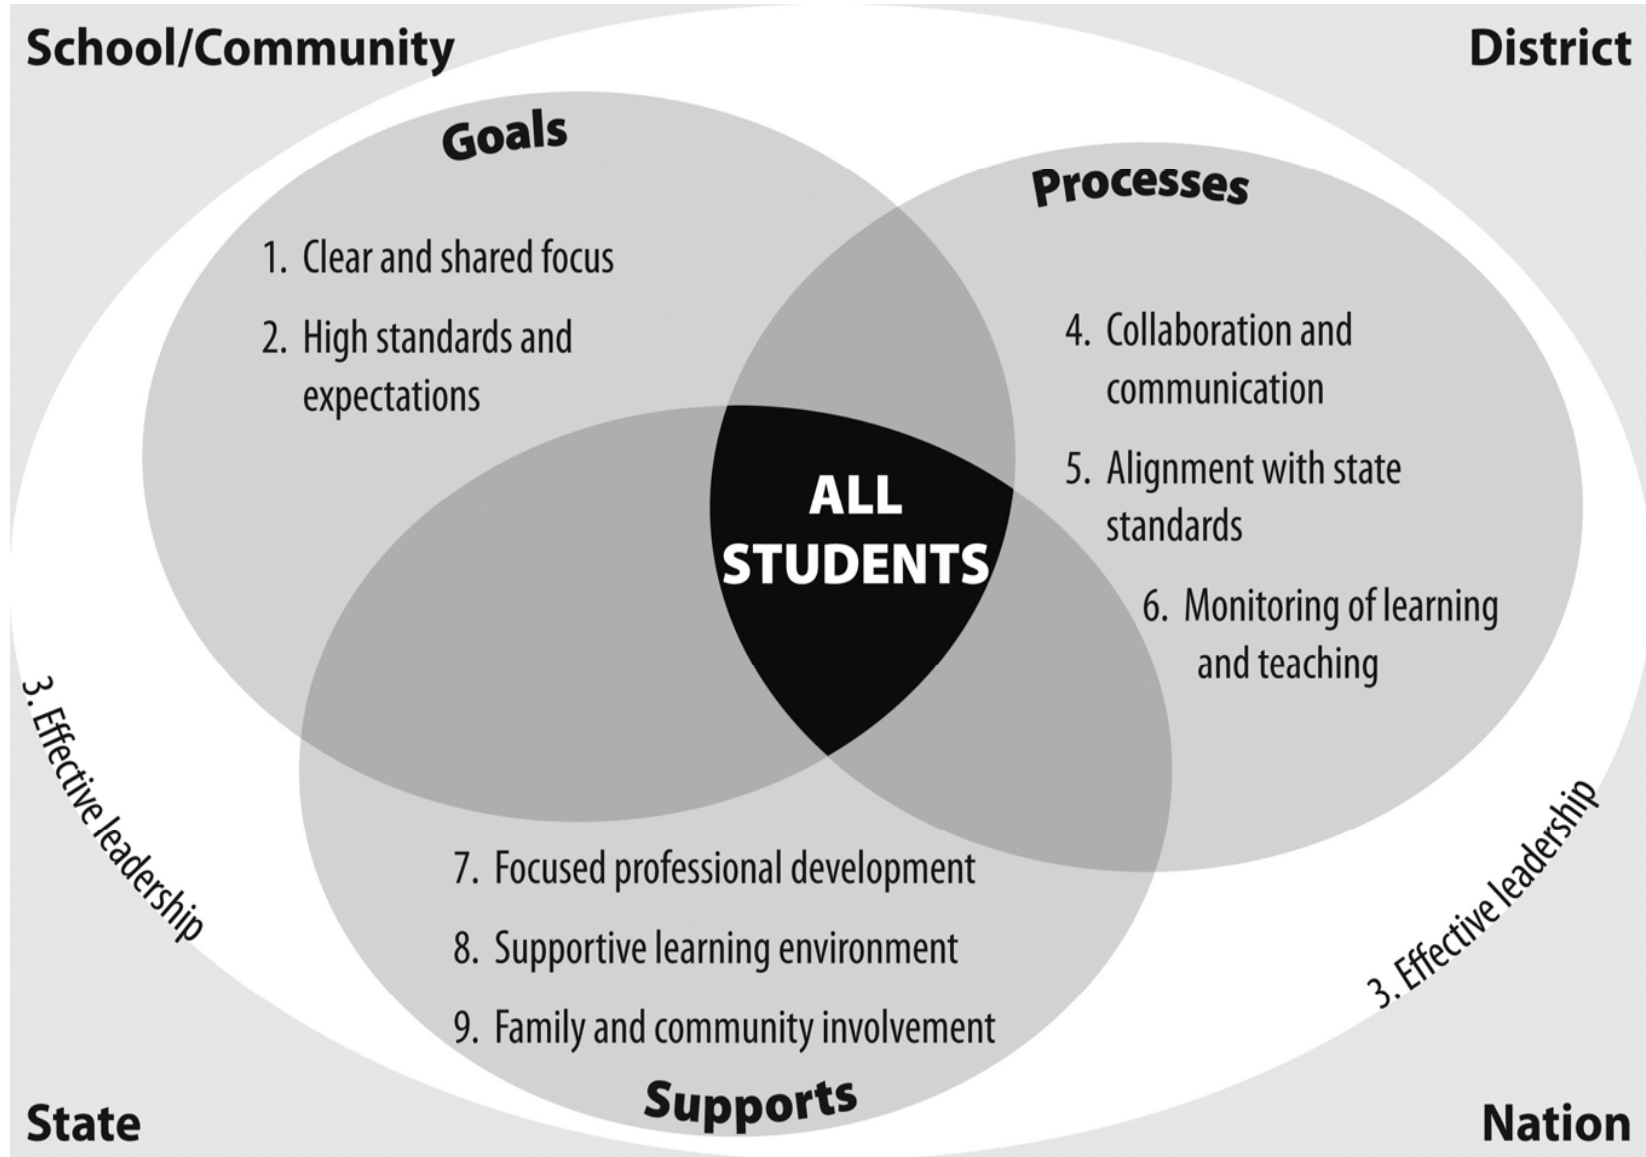 School/Community
District
Goals
1. Clear and shared focus
2. High standards and
expectations
Processes
4. Collaboration and
communication
5. Alignment with state
standards
6. Monitoring of learning
and teaching
ALL
STUDENTS
3. Effective leadership
3. Effective leadership
7. Focused professional development
8. Supportive learning environment
9. Family and community involvement
Supports
State
Nation